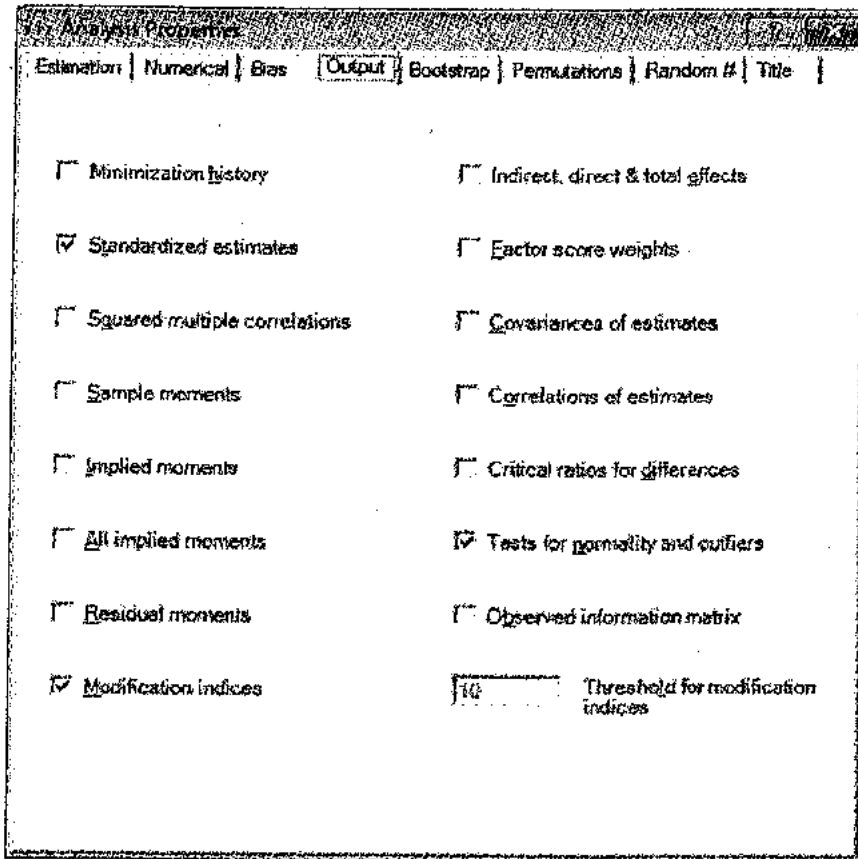 Analysis Properties
Estimation Numerical Bias Output Bootstrap Permutations Random # Title
Minimization history
Indirect, direct & total effects
Standardized estimates
Factor score weights
Squared multiple correlations
Covariances of estimates
Sample moments
Correlations of estimates
Implied moments
Critical ratios for differences
All implied moments
Tests for normality and outliers
Residual moments
Observed information matrix
Modification indices
10
Threshold for modification
indices